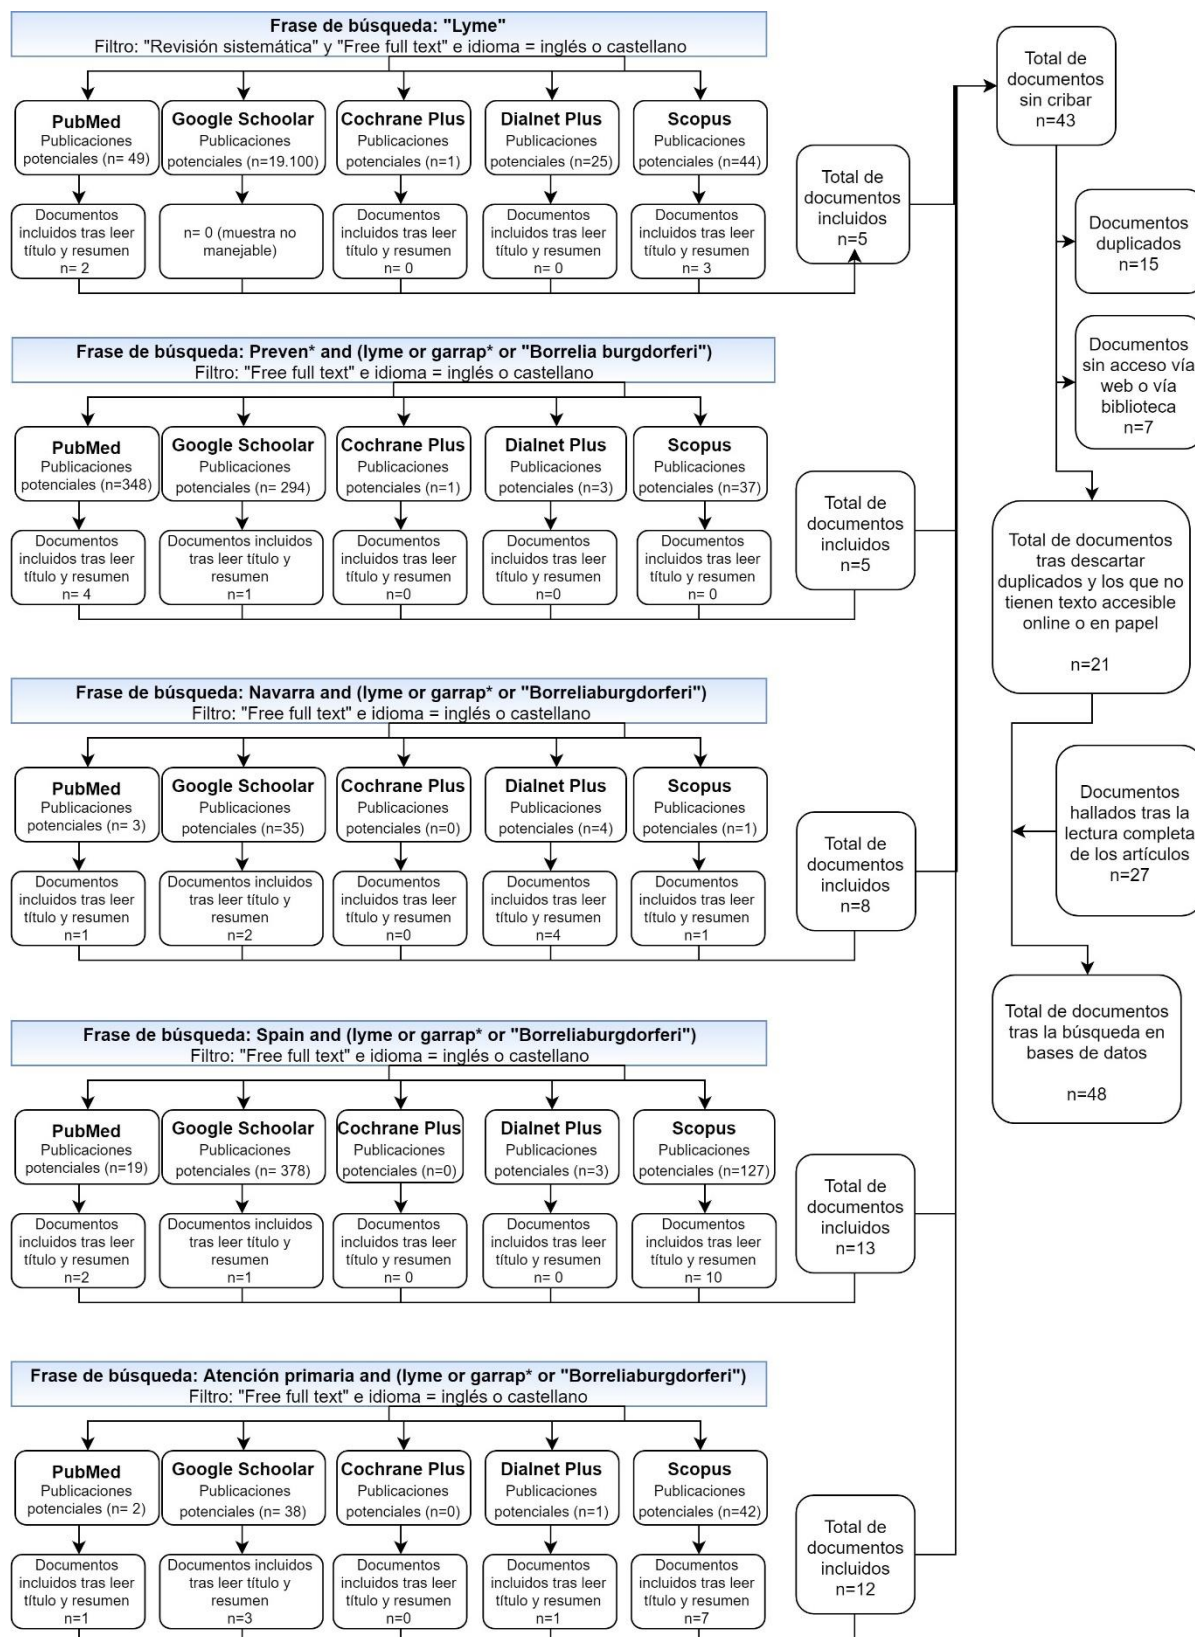 Frase de búsqueda: "Lyme"
Filtro: "Revisión sistemática" y "Free full text" e idioma = inglés o castellano
PubMed
Publicaciones
potenciales (n= 49)
Google Schoolar
Publicaciones
potenciales (n=19.100)
Cochrane Plus
Publicaciones
potenciales (n=1)
Dialnet Plus
Publicaciones
potenciales (n=25)
Scopus
Publicaciones
potenciales (n=44)
Documentos
incluidos tras leer
título y resumen
n= 2
n= 0 (muestra no
manejable)
Documentos
incluidos tras leer
título y resumen
n= 0
Documentos
incluidos tras leer
título y resumen
n= 0
Documentos
incluidos tras leer
título y resumen
n= 3
Total de
documentos
incluidos
n=5
Frase de búsqueda: Preven* and (lyme or garrap* or "Borrelia burgdorferi")
Filtro: "Free full text" e idioma = inglés o castellano
PubMed
Publicaciones
potenciales (n=348)
Google Schoolar
Publicaciones
potenciales (n= 294)
Cochrane Plus
Publicaciones
potenciales (n=1)
Dialnet Plus
Publicaciones
potenciales (n=3)
Scopus
Publicaciones
potenciales (n=37)
Documentos
incluidos tras leer
título y resumen
n= 4
Documentos incluidos
tras leer título y
resumen
n=1
Documentos
incluidos tras leer
título y resumen
n=0
Documentos
incluidos tras leer
título y resumen
n=0
Documentos
incluidos tras leer
título y resumen
n= 0
Total de
documentos
incluidos
n=5
Frase de búsqueda: Navarra and (lyme or garrap* or "Borreliaburgdorferi")
Filtro: "Free full text" e idioma = inglés o castellano
PubMed
Publicaciones
potenciales (n= 3)
Google Schoolar
Publicaciones
potenciales (n=35)
Cochrane Plus
Publicaciones
potenciales (n=0)
Dialnet Plus
Publicaciones
potenciales (n=4)
Scopus
Publicaciones
potenciales (n=1)
Documentos
incluidos tras leer
título y resumen
n=1
Documentos incluidos
tras leer título y
resumen
n=2
Documentos
incluidos tras leer
título y resumen
n=0
Documentos
incluidos tras leer
título y resumen
n=4
Documentos
incluidos tras leer
título y resumen
n=1
Total de
documentos
incluidos
n=8
Frase de búsqueda: Spain and (lyme or garrap* or "Borreliaburgdorferi")
Filtro: "Free full text" e idioma = inglés o castellano
PubMed
Publicaciones
potenciales (n=19)
Google Schoolar
Publicaciones
potenciales (n= 378)
Cochrane Plus
Publicaciones
potenciales (n=0)
Dialnet Plus
Publicaciones
potenciales (n=3)
Scopus
Publicaciones
potenciales (n=127)
Documentos
incluidos tras leer
título y resumen
n=2
Documentos incluidos
tras leer título y
resumen
n=1
Documentos
incluidos tras leer
título y resumen
n= 0
Documentos
incluidos tras leer
título y resumen
n= 0
Documentos
incluidos tras leer
título y resumen
n= 10
Total de
documentos
incluidos
n=13
Frase de búsqueda: Atención primaria and (lyme or garrap* or "Borreliaburgdorferi")
Filtro: "Free full text" e idioma = inglés o castellano
PubMed
Publicaciones
potenciales (n= 2)
Google Schoolar
Publicaciones
potenciales (n= 38)
Cochrane Plus
Publicaciones
potenciales (n=0)
Dialnet Plus
Publicaciones
potenciales (n=1)
Scopus
Publicaciones
potenciales (n=42)
Documentos
incluidos tras leer
título y resumen
n=1
Documentos incluidos
tras leer título y
resumen
n=3
Documentos
incluidos tras leer
título y resumen
n=0
Documentos
incluidos tras leer
título y resumen
n=1
Documentos
incluidos tras leer
título y resumen
n=7
Total de
documentos
incluidos
n=12
Total de
documentos
sin cribar
n=43
Documentos
duplicados
n=15
Documentos
sin acceso vía
web o vía
biblioteca
n=7
Total de documentos
tras descartar
duplicados y los que no
tienen texto accesible
online o en papel
n=21
Documentos
hallados tras la
lectura completa
de los artículos
n=27
Total de documentos
tras la búsqueda en
bases de datos
n=48